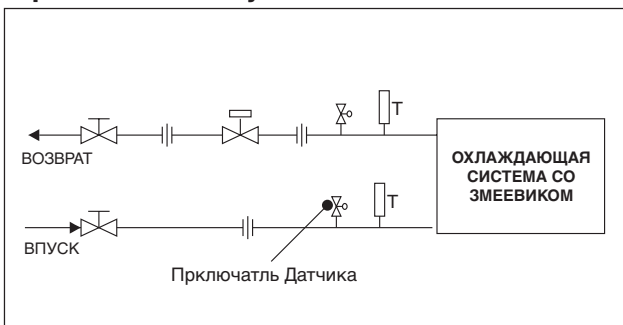 T
ВОЗВРАТ
ОХЛАЖДАЮЩАЯ
СИСТЕМА СО
ЗМЕЕВИКОМ
T
ВПУСК
Прключатль Датчика